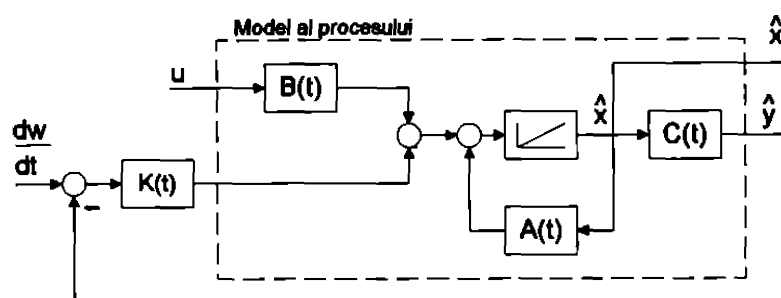 Model al procesului
x̂
u
B(t)
x̂
ŷ
C(t)
dw
dt
K(t)
-
A(t)